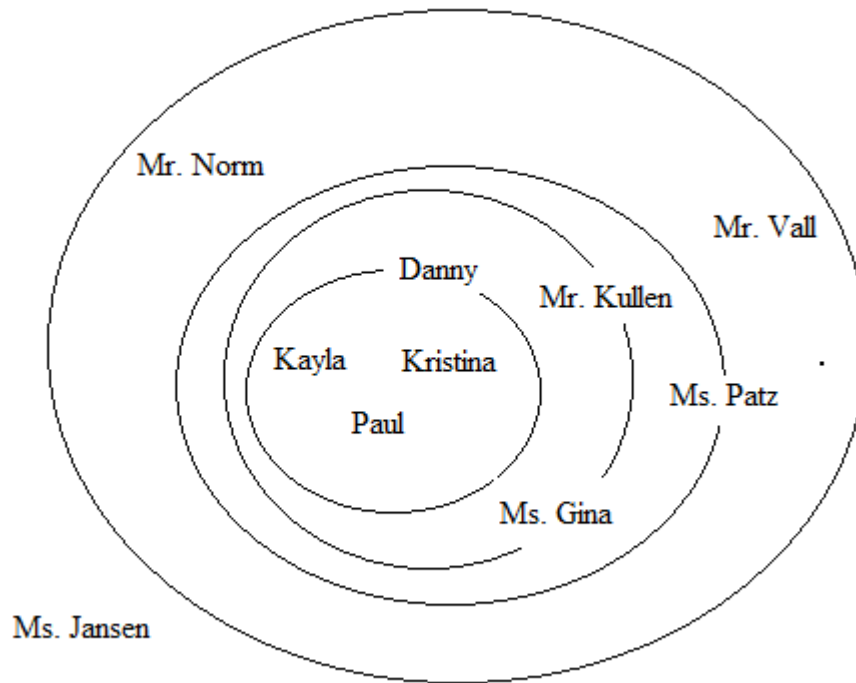 Mr. Norm
Mr. Vall
Danny
Mr. Kullen
Kayla
Kristina
Ms. Patz
Paul
Ms. Gina
Ms. Jansen